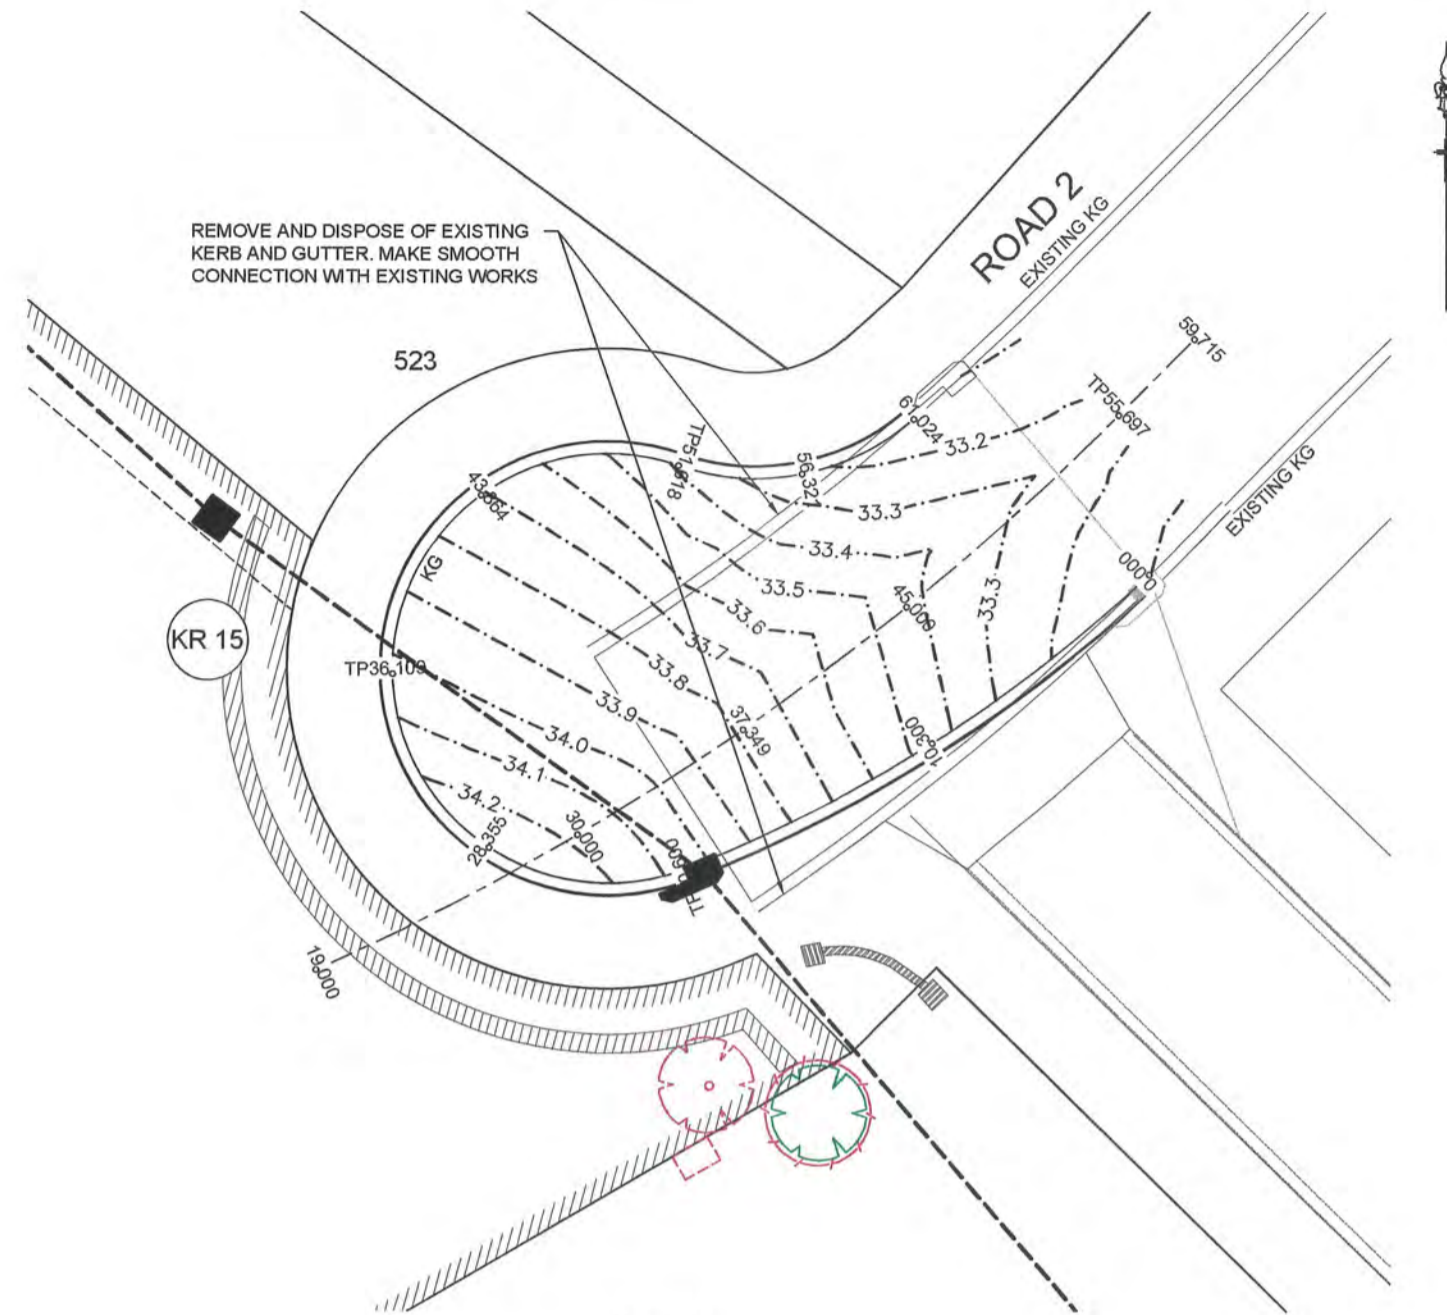 ROAD 2
EXISTING KG
REMOVE AND DISPOSE OF EXISTING
KERB AND GUTTER. MAKE SMOOTH
CONNECTION WITH EXISTING WORKS
59.715
523
TP55.697
61.024
33.2
TP51.818
56.321
EXISTING KG
43.864
33.3
33.4
0.000
KG
33.5
45.000
33.3
33.6
KR 15
33.7
TP36.109
33.8
33.9
37.349
34.0
10.300
34.1
34.2
30.000
28.355
19.000